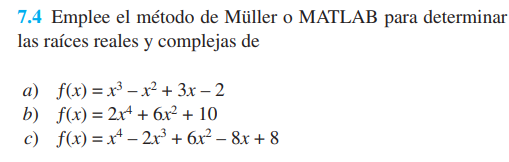 7.4 Emplee el método de Müller o MATLAB para determinar
las raíces reales y complejas de
a) f(x) = x³ – x² + 3x – 2
b) f(x) = 2x⁴ + 6x² + 10
c) f(x) = x⁴ – 2x³ + 6x² – 8x + 8